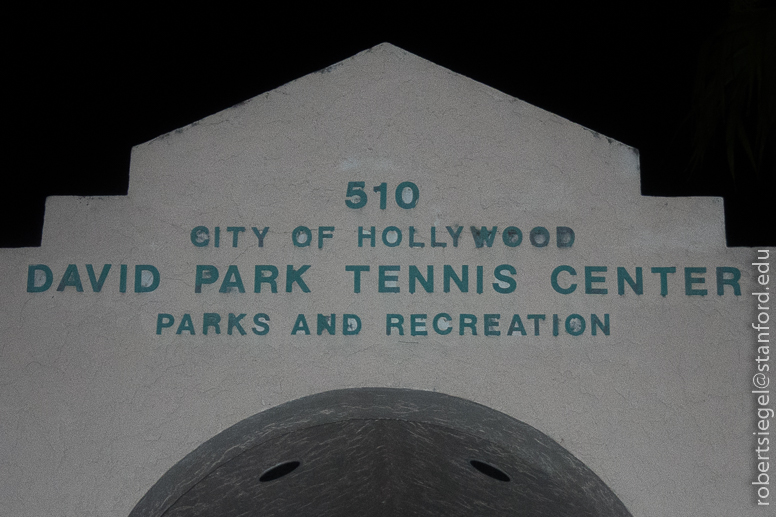 510
CITY OF HOLLYWOOD
DAVID PARK TENNIS CENTER
PARKS AND RECREATION
robertsiegel@stanford.edu